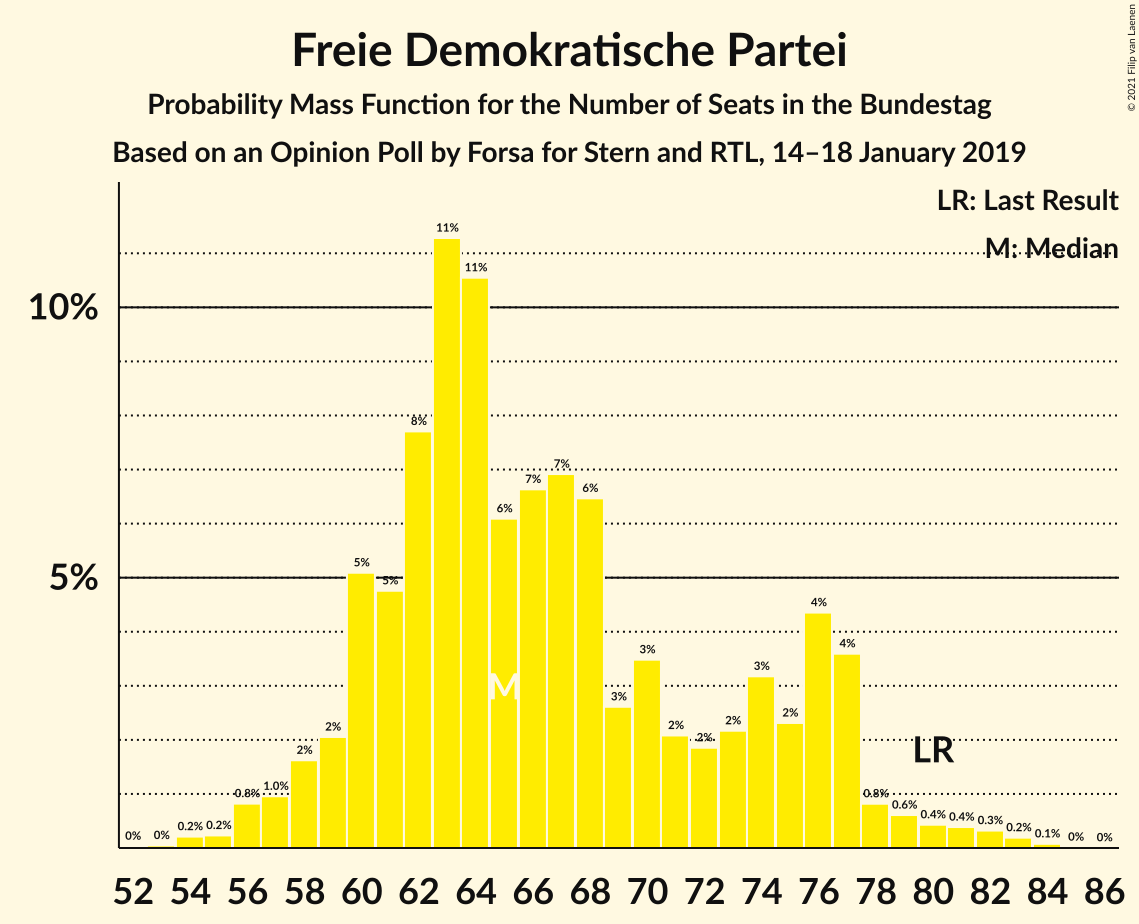 Freie Demokratische Partei
Probability Mass Function for the Number of Seats in the Bundestag
Based on an Opinion Poll by Forsa for Stern and RTL, 14–18 January 2019
© 2021 Filip van Laenen
LR: Last Result
M: Median
10%
5%
0% 0% 0.2% 0.2% 0.8% 1.0% 2% 2% 5% 5% 8% 11% 11% 6% 7% 7% 6% 3% 3% 2% 2% 2% 3% 2% 4% 4% 0.8% 0.6% 0.4% 0.4% 0.3% 0.2% 0.1% 0% 0%
M
LR
52 54 56 58 60 62 64 66 68 70 72 74 76 78 80 82 84 86